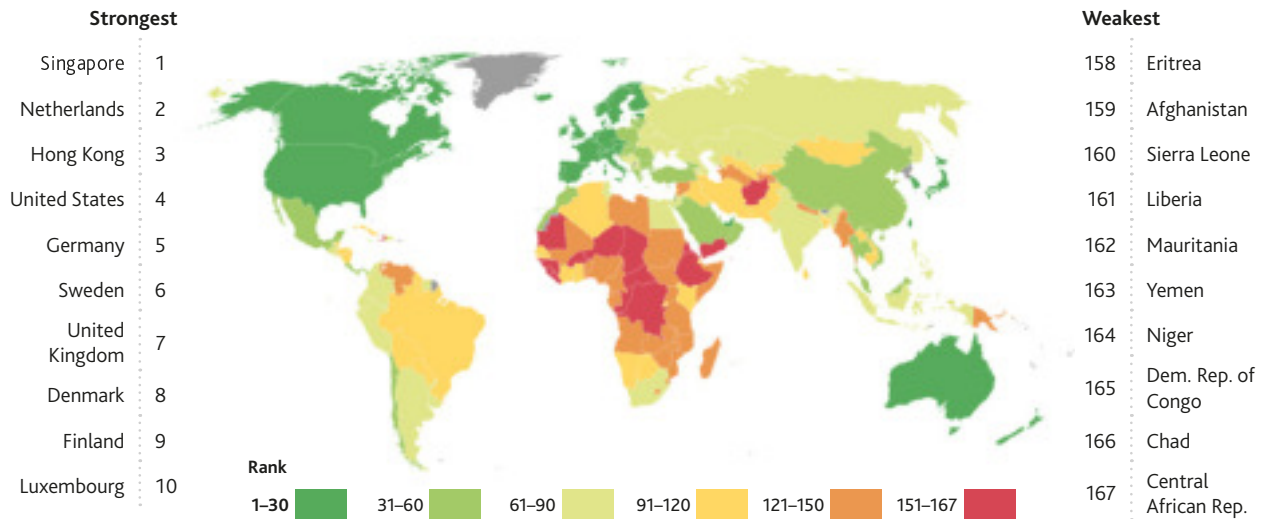 Strongest
Singapore 1
Netherlands 2
Hong Kong 3
United States 4
Germany 5
Sweden 6
United
Kingdom 7
Denmark 8
Finland 9
Luxembourg 10
Rank
1–30
31–60
61–90
91–120
121–150
151–167
Weakest
158 Eritrea
159 Afghanistan
160 Sierra Leone
161 Liberia
162 Mauritania
163 Yemen
164 Niger
165 Dem. Rep. of
Congo
166 Chad
167 Central
African Rep.